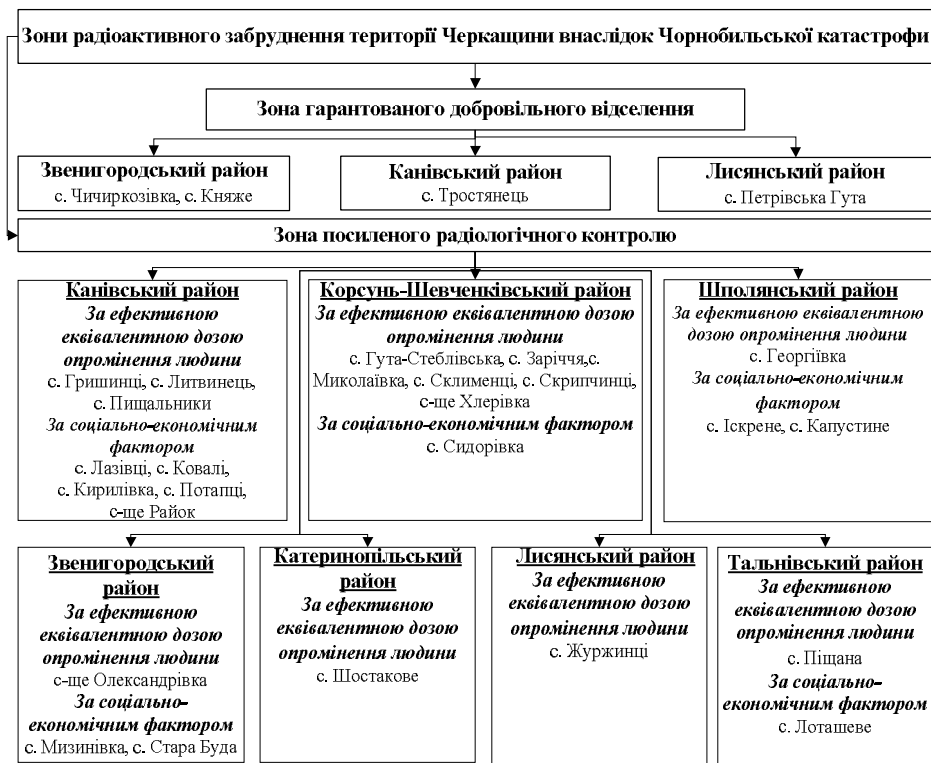 Зони радіоактивного забруднення території Черкащини внаслідок Чорнобильської катастрофи
Зона гарантованого добровільного відселення
Звенигородський район
с. Чичиркозівка, с. Княже
Канівський район
с. Тростянець
Лисянський район
с. Петрівська Гута
Зона посиленого радіологічного контролю
Канівський район
За ефективною
еквівалентною дозою
опромінення людини
с. Гришинці, с. Литвинець,
с. Пищальники
За соціально-економічним
фактором
с. Лазівці, с. Ковалі,
с. Кирилівка, с. Потапці,
с-ще Райок
Корсунь-Шевченківський район
За ефективною еквівалентною дозою
опромінення людини
с. Гута-Стеблівська, с. Заріччя,с.
Миколаївка, с. Склименці, с. Скрипчинці,
с-ще Хлерівка
За соціально-економічним фактором
с. Сидорівка
Шполянський район
За ефективною еквівалентною
дозою опромінення людини
с. Георгіївка
За соціально-економічним
фактором
с. Іскрене, с. Капустине
Звенигородський
район
За ефективною
еквівалентною дозою
опромінення людини
с-ще Олександрівка
За соціально-
економічним фактором
с. Мизинівка, с. Стара Буда
Катеринопільський
район
За ефективною
еквівалентною дозою
опромінення людини
с. Шостакове
Лисянський район
За ефективною
еквівалентною дозою
опромінення людини
с. Журжинці
Тальнівський район
За ефективною
еквівалентною дозою
опромінення людини
с. Піщана
За соціально-
економічним фактором
с. Лоташеве